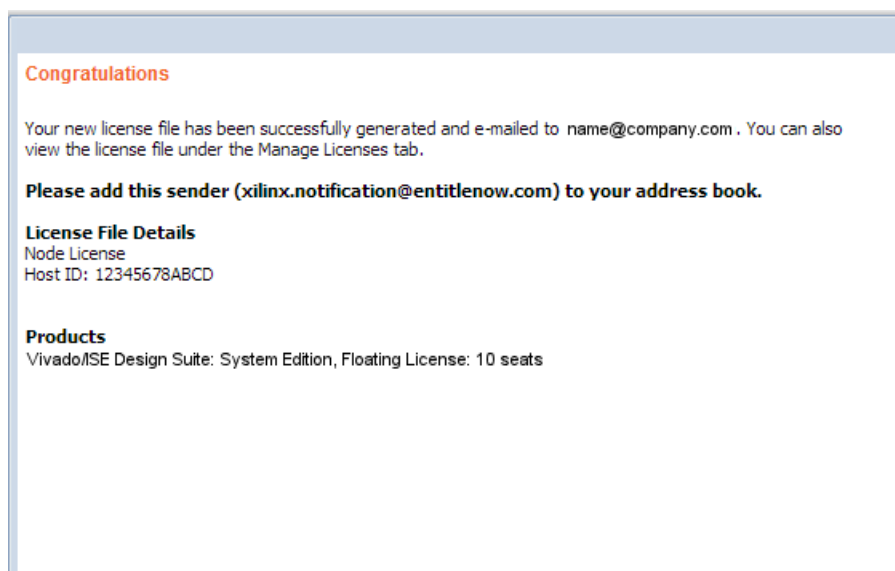 Congratulations
Your new license file has been successfully generated and e-mailed to name@company.com . You can also
view the license file under the Manage Licenses tab.
Please add this sender (xilinx.notification@entitlenow.com) to your address book.
License File Details
Node License
Host ID: 12345678ABCD
Products
Vivado/ISE Design Suite: System Edition, Floating License: 10 seats